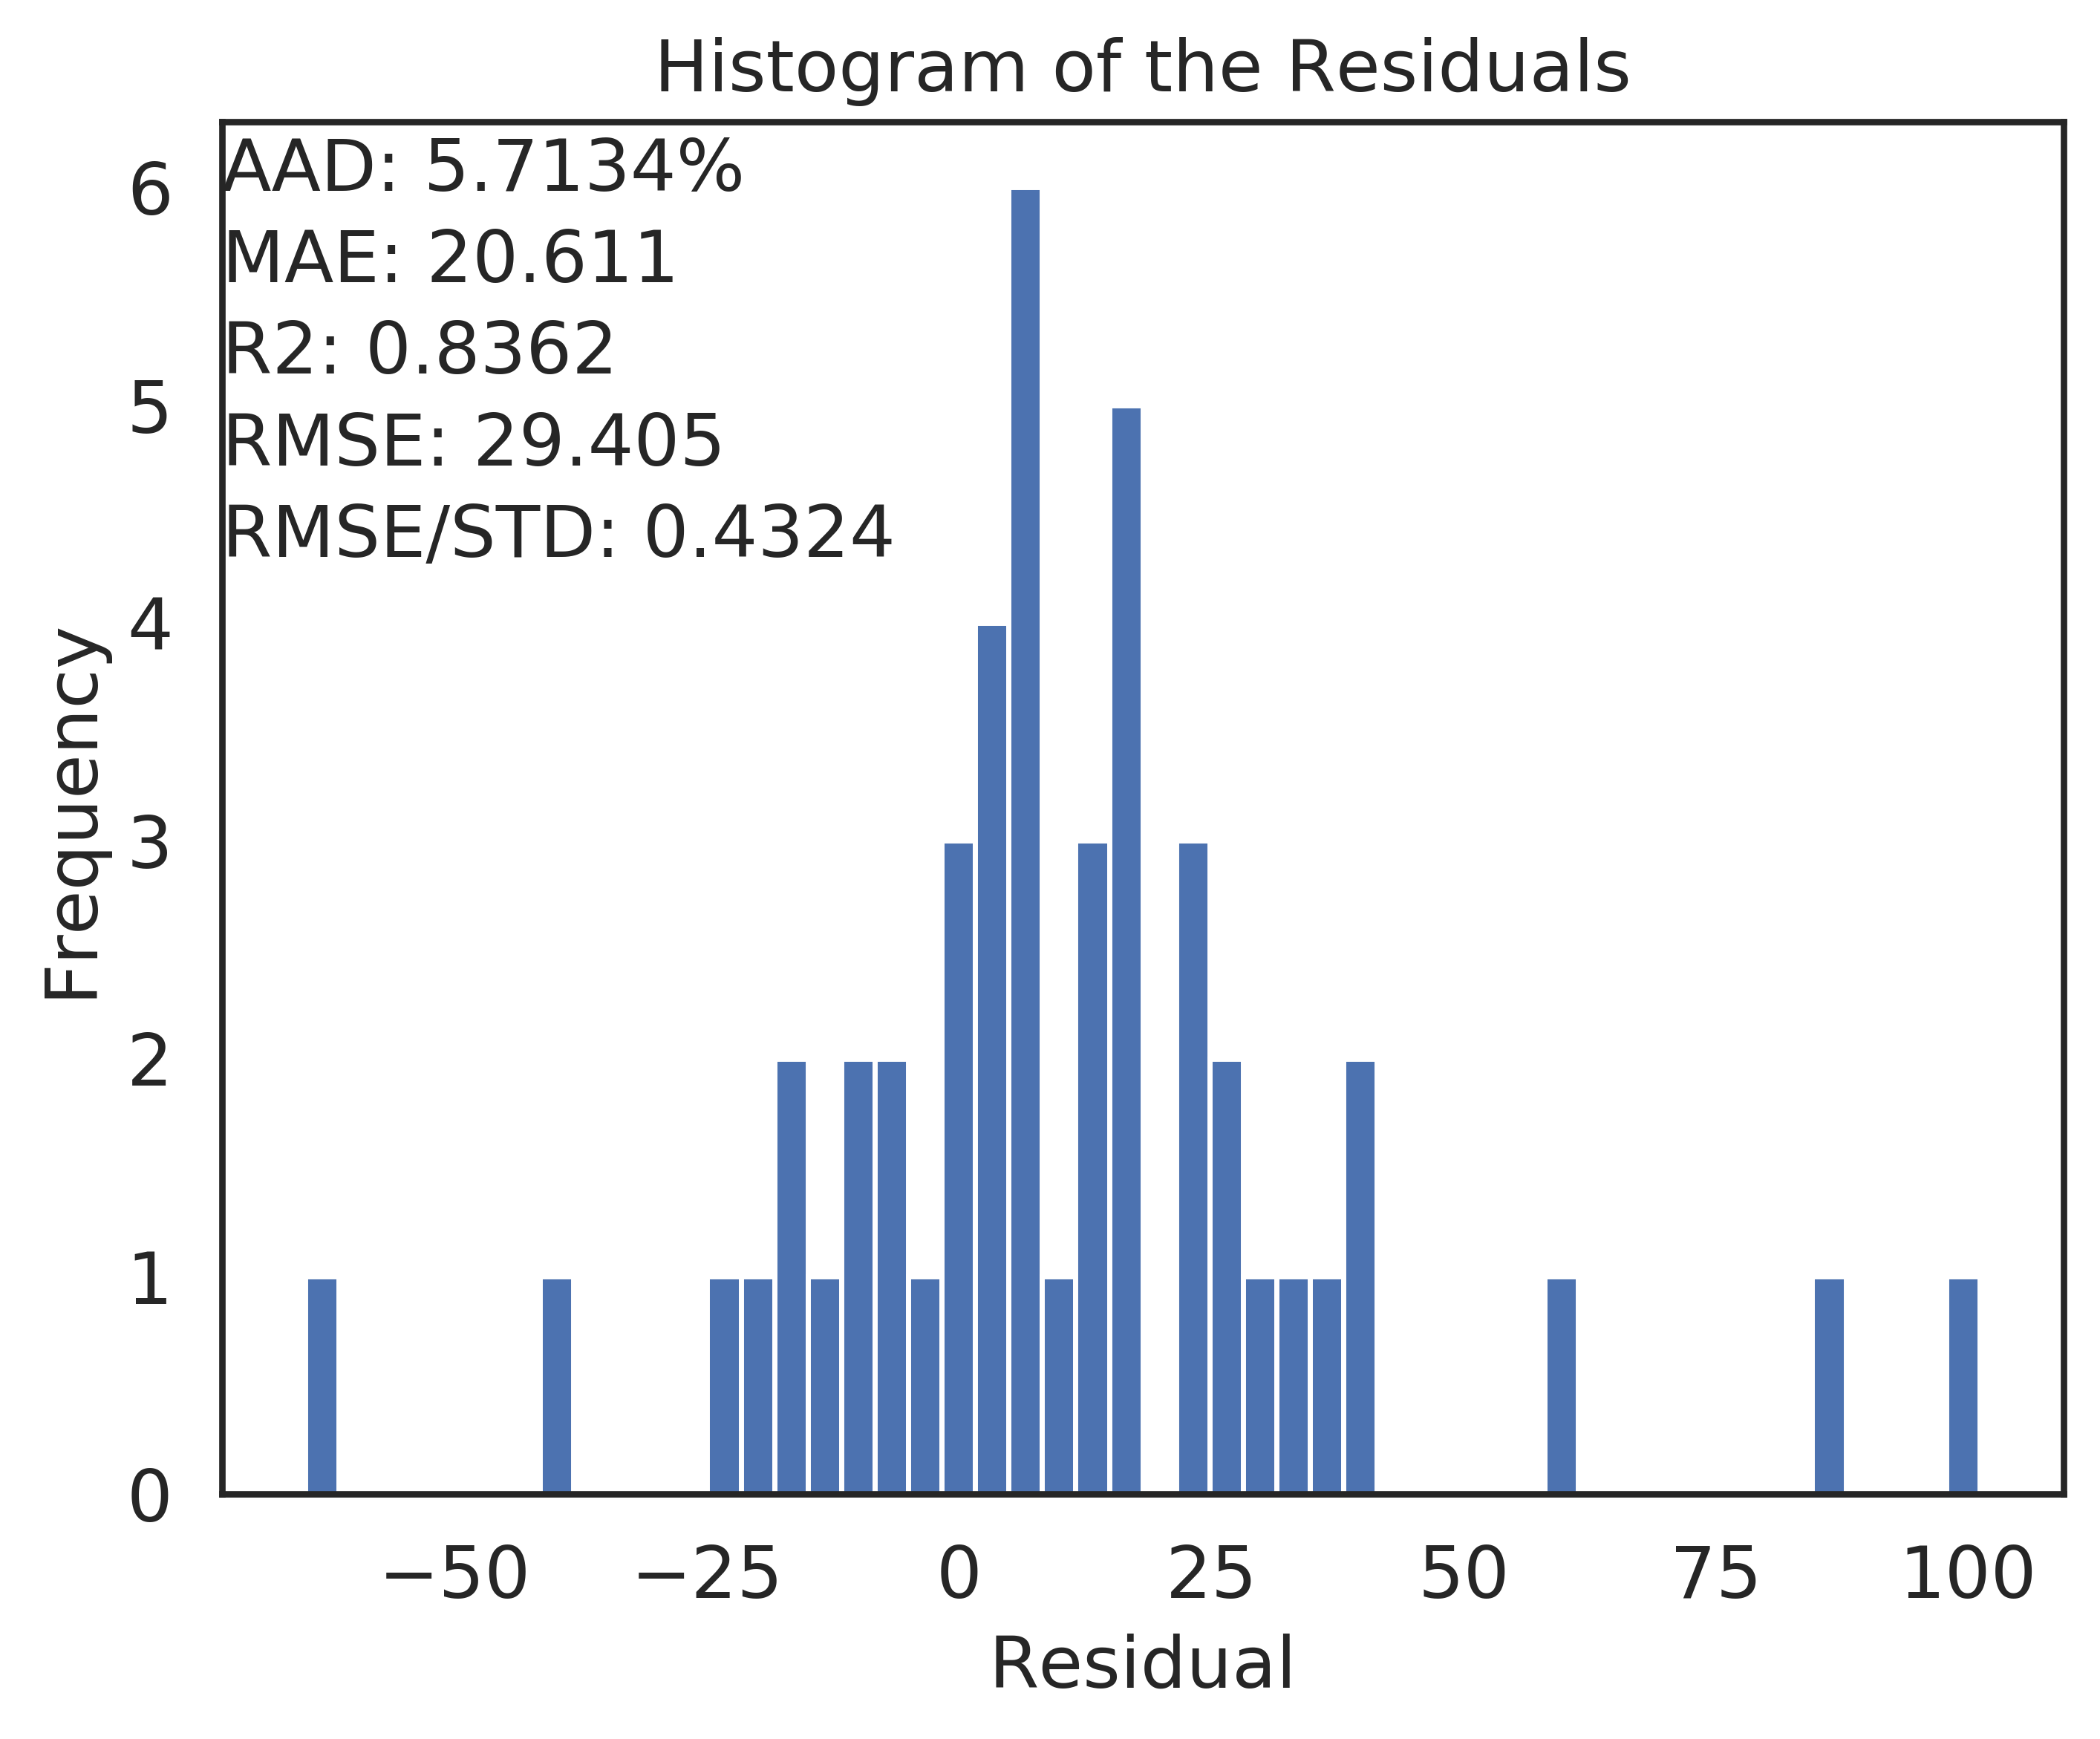 Histogram of the Residuals
AAD: 5.7134%
MAE: 20.611
R2: 0.8362
RMSE: 29.405
RMSE/STD: 0.4324
6
5
4
3
2
1
0
Frequency
−50 −25 0 25 50 75 100
Residual